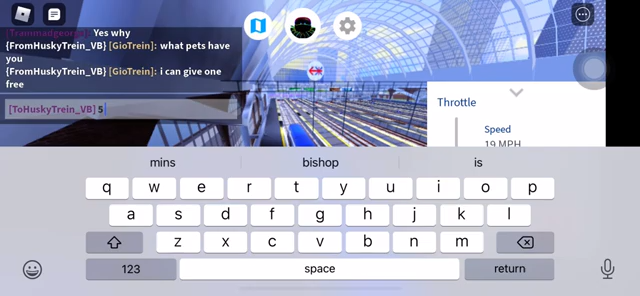 [Trammadgeorge]: Yes why
{FromHuskyTrein_VB} [GioTrein]: what pets have
you
{FromHuskyTrein_VB} [GioTrein]: i can give one
free
[ToHuskyTrein_VB] 5
Throttle
Speed
19 MPH
mins bishop is
q w e r t y u i o p
a s d f g h j k l
z x c v b n m
123 space return